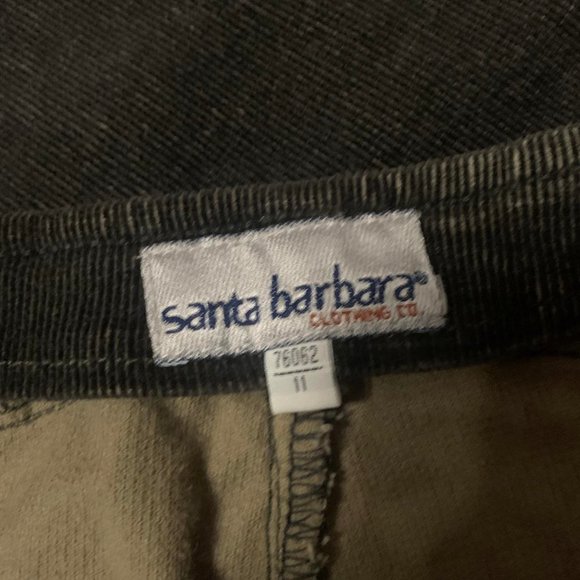 santa barbara®
CLOTHING CO.
76062
11